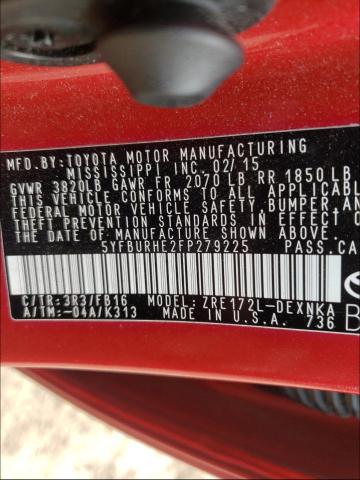 MFD.BY:TOYOTA MOTOR MANUFACTURING
MISSISSIPPI INC 02/15
GVWR 3820LB GAWR FR 2070 LB RR 1850 LB
THIS VEHICLE CONFORMS TO ALL APPLICABLE
FEDERAL MOTOR VEHICLE SAFETY, BUMPER, AN
THEFT PREVENTION STANDARDS IN EFFECT O
THE DATE OF MANUFACTURE SHOWN ABOVE.
5YFBURHE2FP279225 PASS.CA
C/TR:3R3/FB16 MODEL: ZRE172L-DEXNKA
A/TM:-04A/K313 MADE IN U.S.A. 736 B